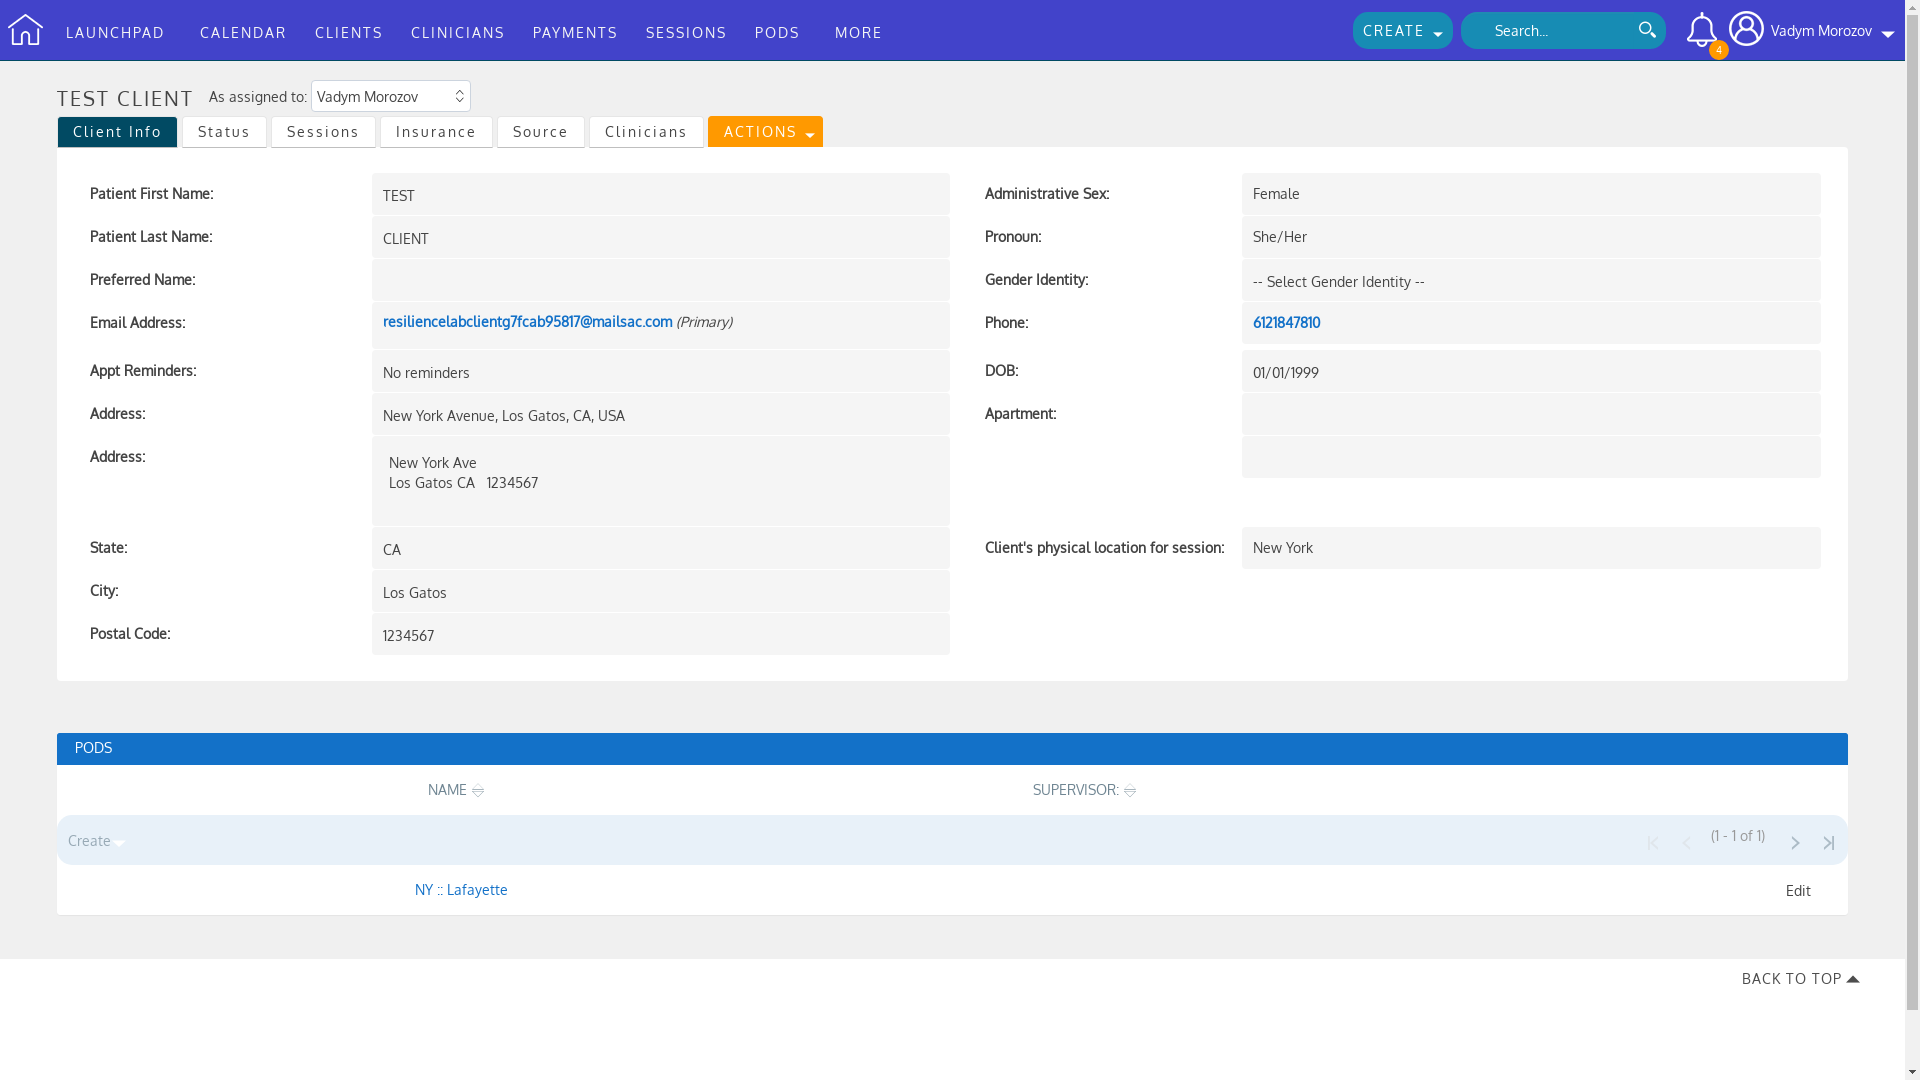 LAUNCHPAD CALENDAR CLIENTS CLINICIANS PAYMENTS SESSIONS PODS MORE CREATE Search... 4 Vadym Morozov
TEST CLIENT As assigned to: Vadym Morozov
Client Info Status Sessions Insurance Source Clinicians ACTIONS
Patient First Name: TEST Administrative Sex: Female
Patient Last Name: CLIENT Pronoun: She/Her
Preferred Name: Gender Identity: -- Select Gender Identity --
Email Address: resiliencelabclientg7fcab95817@mailsac.com (Primary) Phone: 6121847810
Appt Reminders: No reminders DOB: 01/01/1999
Address: New York Avenue, Los Gatos, CA, USA Apartment:
Address: New York Ave
Los Gatos CA 1234567
State: CA Client's physical location for session: New York
City: Los Gatos
Postal Code: 1234567
PODS
NAME SUPERVISOR:
Create (1 - 1 of 1)
NY :: Lafayette Edit
BACK TO TOP